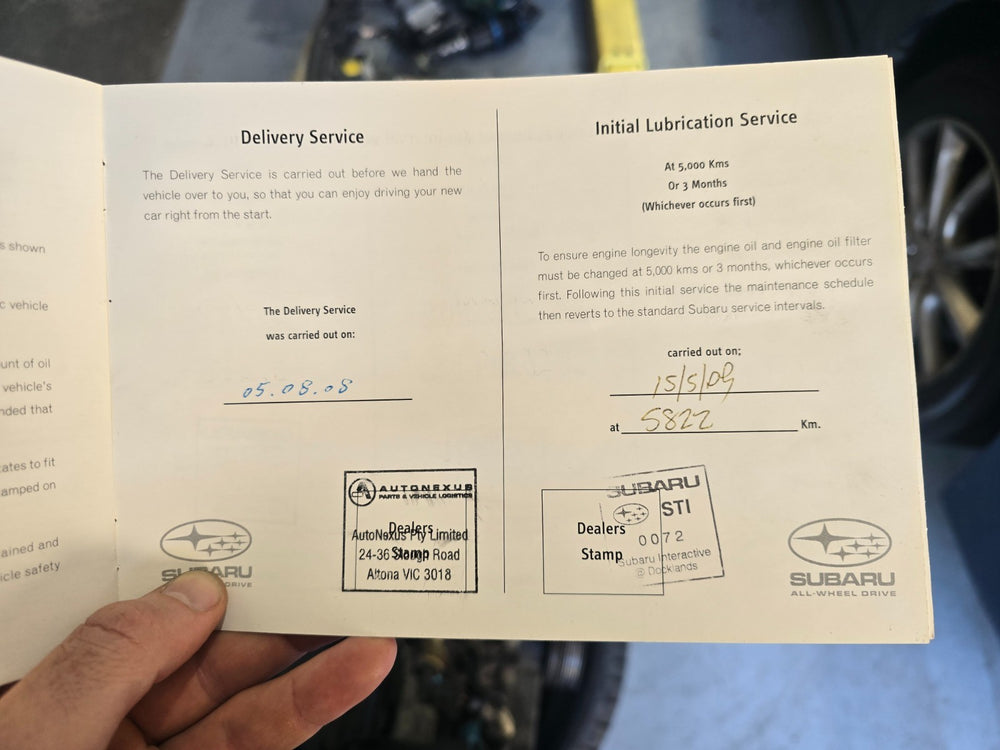 s shown
c vehicle
unt of oil
vehicle's
nded that
ates to fit
amped on
ained and
icle safety
Delivery Service
The Delivery Service is carried out before we hand the
vehicle over to you, so that you can enjoy driving your new
car right from the start.
The Delivery Service
was carried out on:
05.08.08
AUTONEXUS
PARTS & VEHICLE LOGISTICS
Dealers
Stamp
AutoNexus Pty Limited
24-36 Slough Road
Altona VIC 3018
SUBARU
DRIVE
Initial Lubrication Service
At 5,000 Kms
Or 3 Months
(Whichever occurs first)
To ensure engine longevity the engine oil and engine oil filter
must be changed at 5,000 kms or 3 months, whichever occurs
first. Following this initial service the maintenance schedule
then reverts to the standard Subaru service intervals.
carried out on:
15/5/09
at 5822 Km.
Dealers
Stamp
SUBARU
STI
0072
Subaru Interactive
@ Docklands
SUBARU
ALL-WHEEL DRIVE